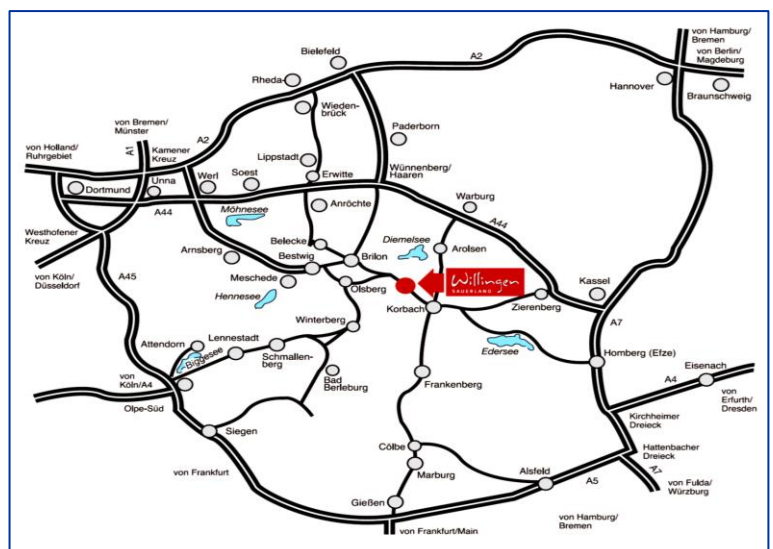 von Hamburg/
Bremen
von Berlin/
Magdeburg
A2
Bielefeld
Rheda
Hannover
Braunschweig
Wieden-
brück
von Bremen/
Münster
A1
A2
Kamener
Kreuz
Paderborn
von Holland/
Ruhrgebiet
Lippstadt
Erwitte
Wünnenberg/
Haaren
Dortmund
Unna
Werl
Soest
A44
Möhnesee
Anröchte
Warburg
A44
Westhofener
Kreuz
Belecke
Diemelsee
Arolsen
Arnsberg
Bestwig
Brilon
von Köln/
Düsseldorf
A45
Meschede
Hennesee
Olsberg
Willingen
SAUERLAND
Kassel
Korbach
Zierenberg
A7
Winterberg
Attendorn
Biggesee
Lennestadt
Schmallen-
berg
Edersee
Homberg (Efze)
Eisenach
A4
von
Köln/A4
Bad
Berleburg
Frankenberg
von
Erfurth/
Dresden
Olpe-Süd
Kirchheimer
Dreieck
Siegen
Cölbe
Hattenbacher
Dreieck
von Frankfurt
Marburg
Alsfeld
A5
A7
von Fulda/
Würzburg
Gießen
von Frankfurt/Main
von Hamburg/
Bremen